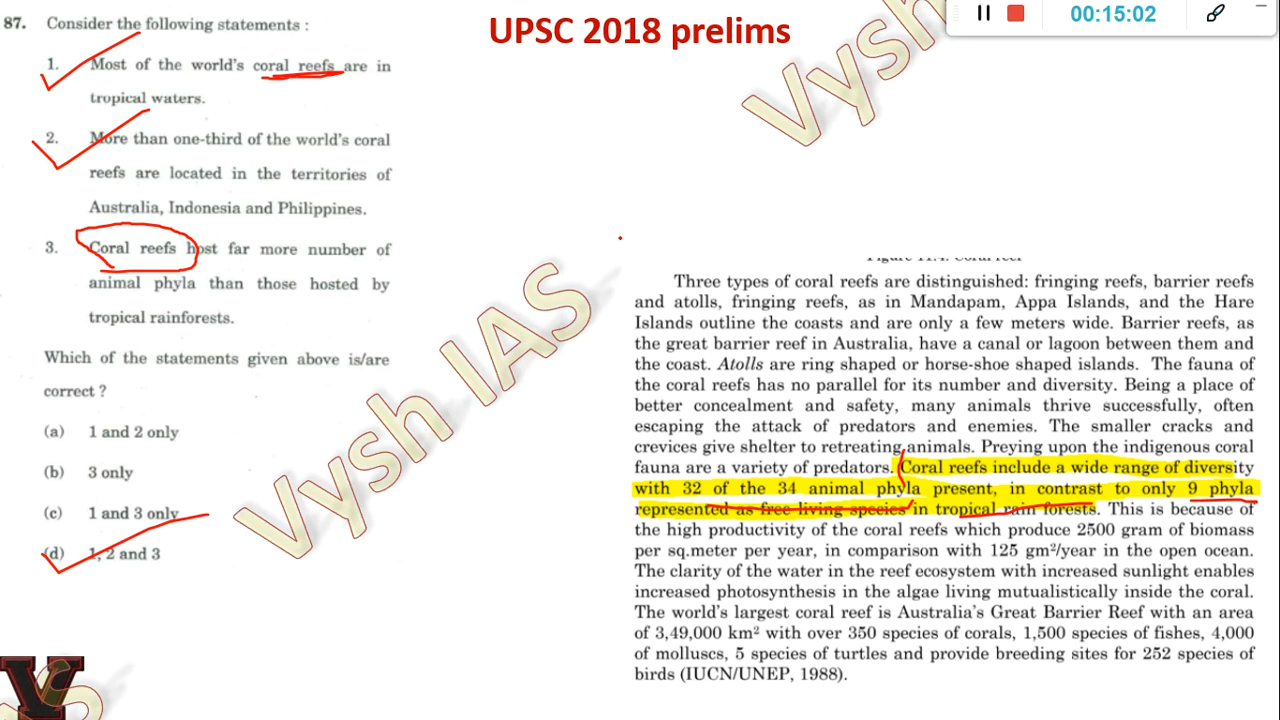 UPSC 2018 prelims
00:15:02
87. Consider the following statements :
1. Most of the world's coral reefs are in
tropical waters.
2. More than one-third of the world's coral
reefs are located in the territories of
Australia, Indonesia and Philippines.
3. Coral reefs host far more number of
animal phyla than those hosted by
tropical rainforests.
Which of the statements given above is/are
correct ?
(a) 1 and 2 only
(b) 3 only
(c) 1 and 3 only
(d) 1, 2 and 3
Three types of coral reefs are distinguished: fringing reefs, barrier reefs
and atolls, fringing reefs, as in Mandapam, Appa Islands, and the Hare
Islands outline the coasts and are only a few meters wide. Barrier reefs, as
the great barrier reef in Australia, have a canal or lagoon between them and
the coast. Atolls are ring shaped or horse-shoe shaped islands. The fauna of
the coral reefs has no parallel for its number and diversity. Being a place of
better concealment and safety, many animals thrive successfully, often
escaping the attack of predators and enemies. The smaller cracks and
crevices give shelter to retreating animals. Preying upon the indigenous coral
fauna are a variety of predators. Coral reefs include a wide range of diversity
with 32 of the 34 animal phyla present, in contrast to only 9 phyla
represented as free living species in tropical rain forests. This is because of
the high productivity of the coral reefs which produce 2500 gram of biomass
per sq.meter per year, in comparison with 125 gm²/year in the open ocean.
The clarity of the water in the reef ecosystem with increased sunlight enables
increased photosynthesis in the algae living mutualistically inside the coral.
The world's largest coral reef is Australia's Great Barrier Reef with an area
of 3,49,000 km² with over 350 species of corals, 1,500 species of fishes, 4,000
of molluscs, 5 species of turtles and provide breeding sites for 252 species of
birds (IUCN/UNEP, 1988).
Vysh IAS
Vysh